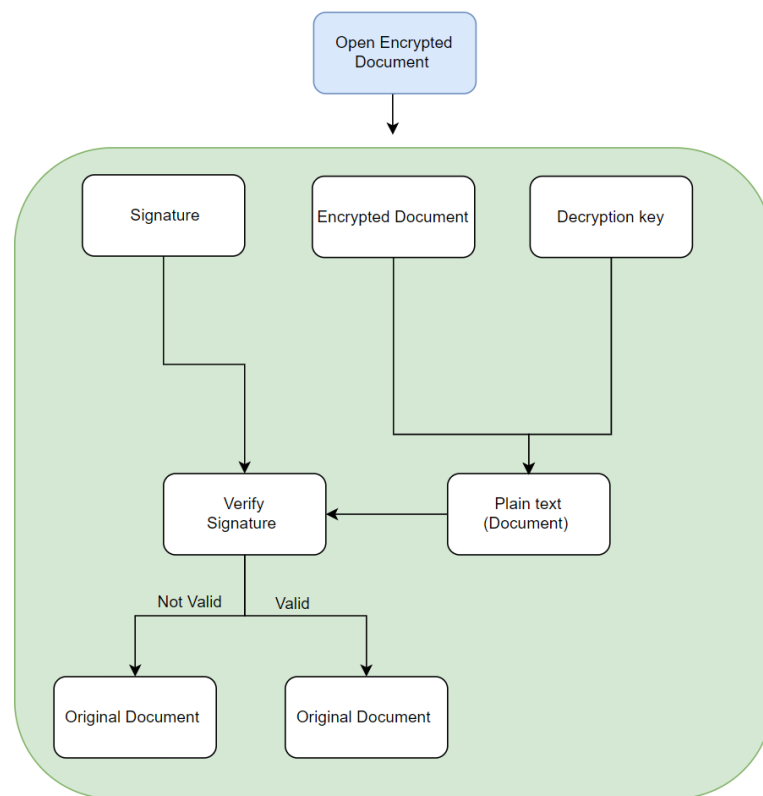 Open Encrypted
Document
Signature
Encrypted Document
Decryption key
Verify
Signature
Plain text
(Document)
Not Valid
Valid
Original Document
Original Document